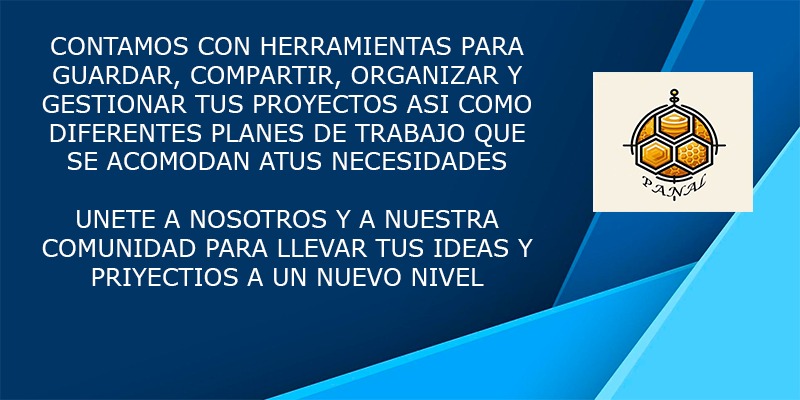 CONTAMOS CON HERRAMIENTAS PARA
GUARDAR, COMPARTIR, ORGANIZAR Y
GESTIONAR TUS PROYECTOS ASI COMO
DIFERENTES PLANES DE TRABAJO QUE
SE ACOMODAN ATUS NECESIDADES
UNETE A NOSOTROS Y A NUESTRA
COMUNIDAD PARA LLEVAR TUS IDEAS Y
PRIYECTIOS A UN NUEVO NIVEL
PANAL